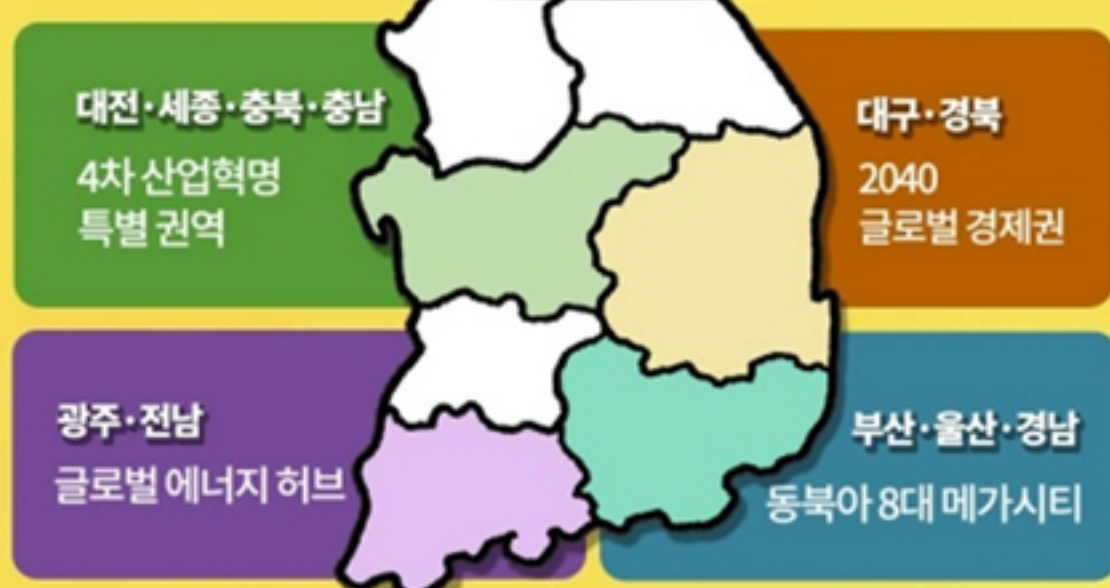 대전·세종·충북·충남
4차 산업혁명
특별 권역
대구·경북
2040
글로벌 경제권
광주·전남
글로벌 에너지 허브
부산·울산·경남
동북아 8대 메가시티